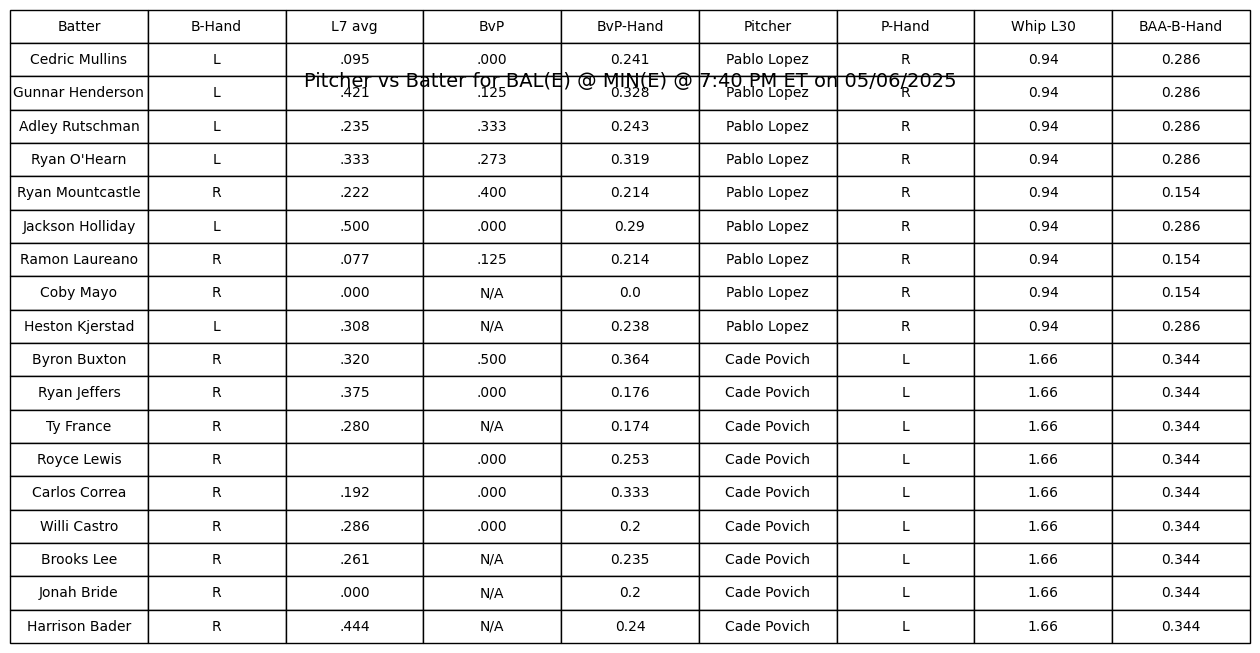 Batter B-Hand L7 avg BvP BvP-Hand Pitcher P-Hand Whip L30 BAA-B-Hand
Cedric Mullins L .095 .000 0.241 Pablo Lopez R 0.94 0.286
Pitcher vs Batter for BAL(E) @ MIN(E) @ 7:40 PM ET on 05/06/2025
Gunnar Henderson L .421 .125 0.328 Pablo Lopez R 0.94 0.286
Adley Rutschman L .235 .333 0.243 Pablo Lopez R 0.94 0.286
Ryan O'Hearn L .333 .273 0.319 Pablo Lopez R 0.94 0.286
Ryan Mountcastle R .222 .400 0.214 Pablo Lopez R 0.94 0.154
Jackson Holliday L .500 .000 0.29 Pablo Lopez R 0.94 0.286
Ramon Laureano R .077 .125 0.214 Pablo Lopez R 0.94 0.154
Coby Mayo R .000 N/A 0.0 Pablo Lopez R 0.94 0.154
Heston Kjerstad L .308 N/A 0.238 Pablo Lopez R 0.94 0.286
Byron Buxton R .320 .500 0.364 Cade Povich L 1.66 0.344
Ryan Jeffers R .375 .000 0.176 Cade Povich L 1.66 0.344
Ty France R .280 N/A 0.174 Cade Povich L 1.66 0.344
Royce Lewis R .000 0.253 Cade Povich L 1.66 0.344
Carlos Correa R .192 .000 0.333 Cade Povich L 1.66 0.344
Willi Castro R .286 .000 0.2 Cade Povich L 1.66 0.344
Brooks Lee R .261 N/A 0.235 Cade Povich L 1.66 0.344
Jonah Bride R .000 N/A 0.2 Cade Povich L 1.66 0.344
Harrison Bader R .444 N/A 0.24 Cade Povich L 1.66 0.344